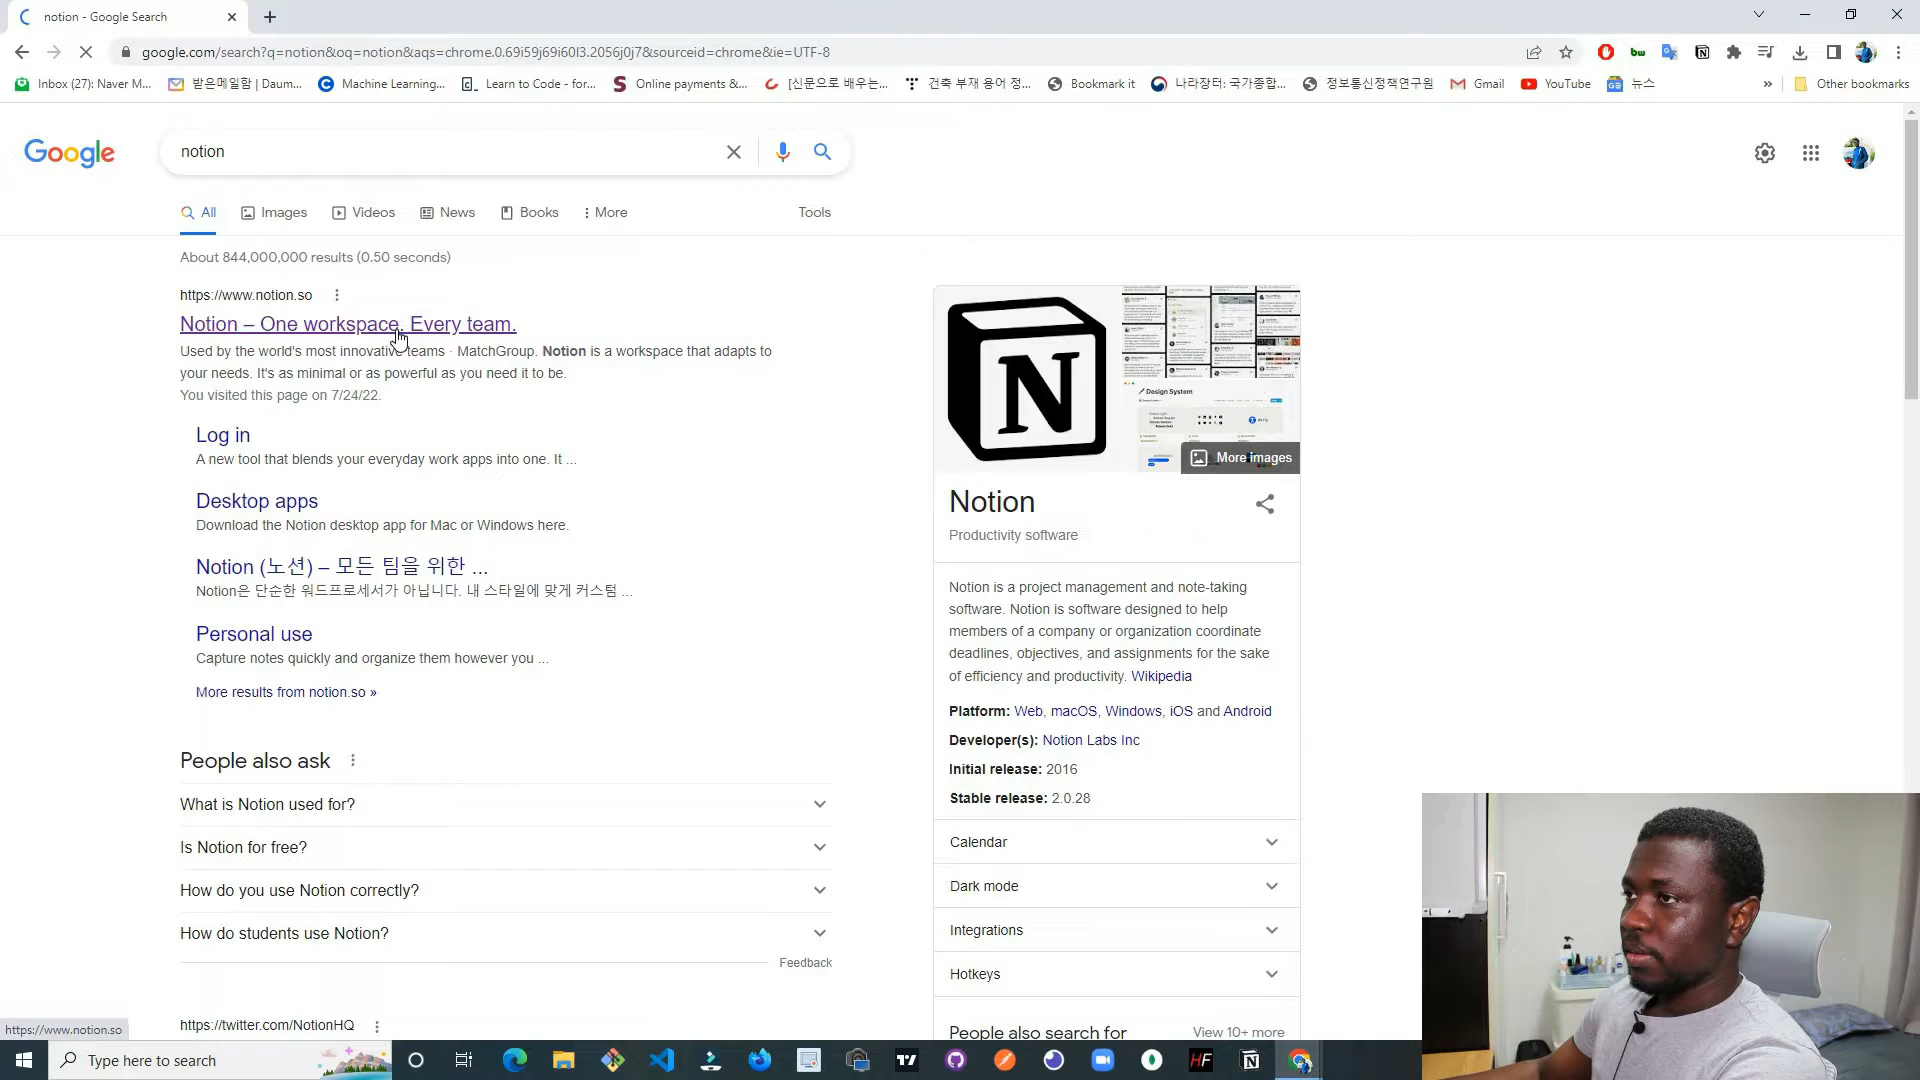 notion - Google Search
google.com/search?q=notion&oq=notion&aqs=chrome.0.69i59j69i60l3.2056j0j7&sourceid=chrome&ie=UTF-8
Inbox (27): Naver M...
받은메일함 | Daum...
Machine Learning...
Learn to Code - for...
Online payments &...
[신문으로 배우는...
건축 부재 용어 정...
Bookmark it
나라장터: 국가종합...
정보통신정책연구원
Gmail
YouTube
뉴스
Other bookmarks
Google
notion
All
Images
Videos
News
Books
More
Tools
About 844,000,000 results (0.50 seconds)
https://www.notion.so
Notion – One workspace. Every team.
Used by the world's most innovative teams · MatchGroup. Notion is a workspace that adapts to
your needs. It's as minimal or as powerful as you need it to be.
You visited this page on 7/24/22.
Log in
A new tool that blends your everyday work apps into one. It ...
Desktop apps
Download the Notion desktop app for Mac or Windows here.
Notion (노션) – 모든 팀을 위한 ...
Notion은 단순한 워드프로세서가 아닙니다. 내 스타일에 맞게 커스텀 ...
Personal use
Capture notes quickly and organize them however you ...
More results from notion.so »
People also ask
What is Notion used for?
Is Notion for free?
How do you use Notion correctly?
How do students use Notion?
Feedback
https://twitter.com/NotionHQ
N
Design System
More images
Notion
Productivity software
Notion is a project management and note-taking
software. Notion is software designed to help
members of a company or organization coordinate
deadlines, objectives, and assignments for the sake
of efficiency and productivity. Wikipedia
Platform: Web, macOS, Windows, iOS and Android
Developer(s): Notion Labs Inc
Initial release: 2016
Stable release: 2.0.28
Calendar
Dark mode
Integrations
Hotkeys
People also search for
View 10+ more
https://www.notion.so
Type here to search